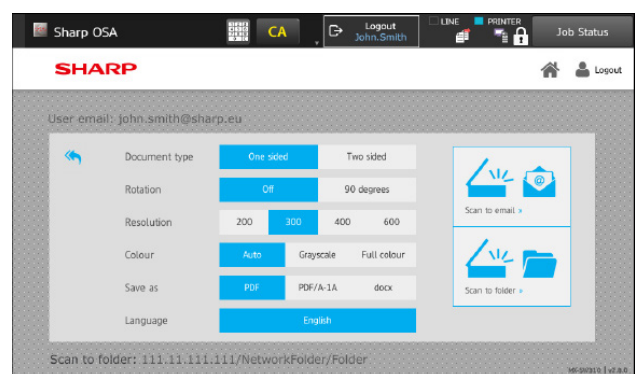 Sharp OSA
CA
Logout
John.Smith
LINE
PRINTER
Job Status
SHARP
Logout
User email: john.smith@sharp.eu
Document type One sided Two sided
Rotation Off 90 degrees
Resolution 200 300 400 600
Colour Auto Grayscale Full colour
Save as PDF PDF/A-1A docx
Language English
@
Scan to email >
Scan to folder +
Scan to folder: 111.11.111.111/NetworkFolder/Folder